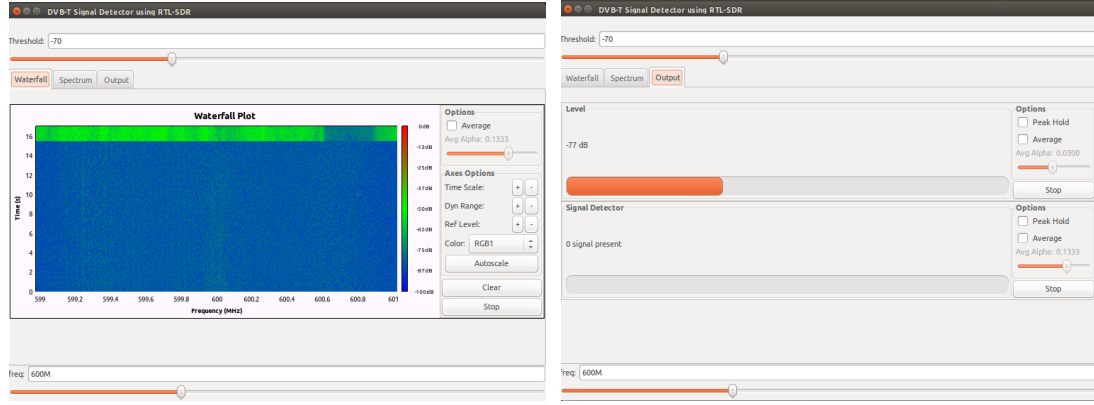 DVB-T Signal Detector using RTL-SDR
Threshold: -70
Waterfall Spectrum Output
Waterfall Plot
Time (s)
16
14
12
10
8
6
4
2
0
599 599.2 599.4 599.6 599.8 600 600.2 600.4 600.6 600.8 601
Frequency (MHz)
0dB
-12dB
-25dB
-37dB
-50dB
-62dB
-75dB
-87dB
-100dB
Options
Average
Avg Alpha: 0.1333
Axes Options
Time Scale: + -
Dyn Range: + -
Ref Level: + -
Color: RGB1
Autoscale
Clear
Stop
freq: 600M
DVB-T Signal Detector using RTL-SDR
Threshold: -70
Waterfall Spectrum Output
Level
-77 dB
Options
Peak Hold
Average
Avg Alpha: 0.0300
Stop
Signal Detector
0 signal present
Options
Peak Hold
Average
Avg Alpha: 0.1333
Stop
freq: 600M